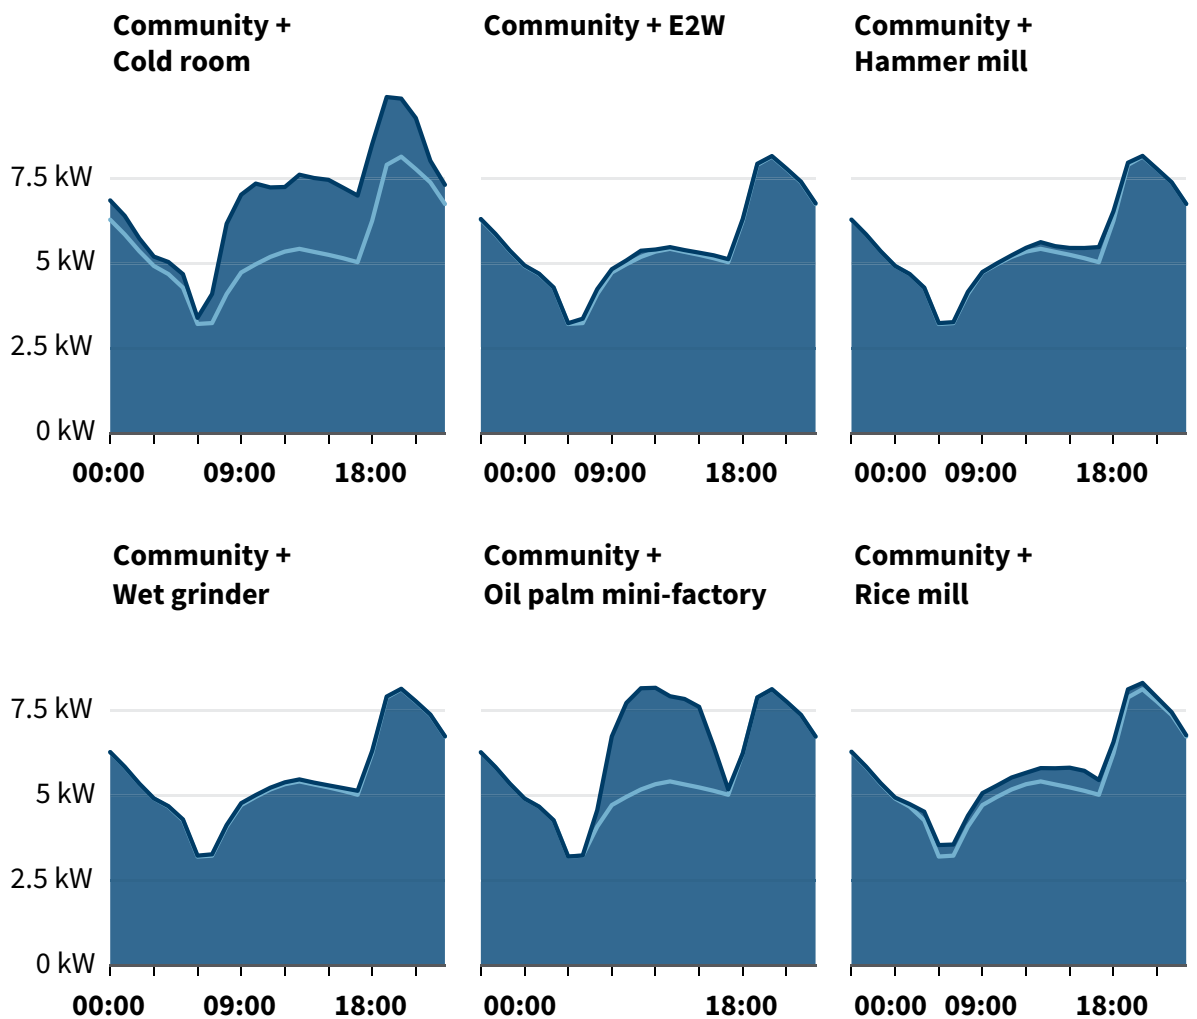 Community +
Cold room
Community + E2W
Community +
Hammer mill
7.5 kW
5 kW
2.5 kW
0 kW
00:00 09:00 18:00
00:00 09:00 18:00
00:00 09:00 18:00
Community +
Wet grinder
Community +
Oil palm mini-factory
Community +
Rice mill
7.5 kW
5 kW
2.5 kW
0 kW
00:00 09:00 18:00
00:00 18:00
00:00 09:00 18:00